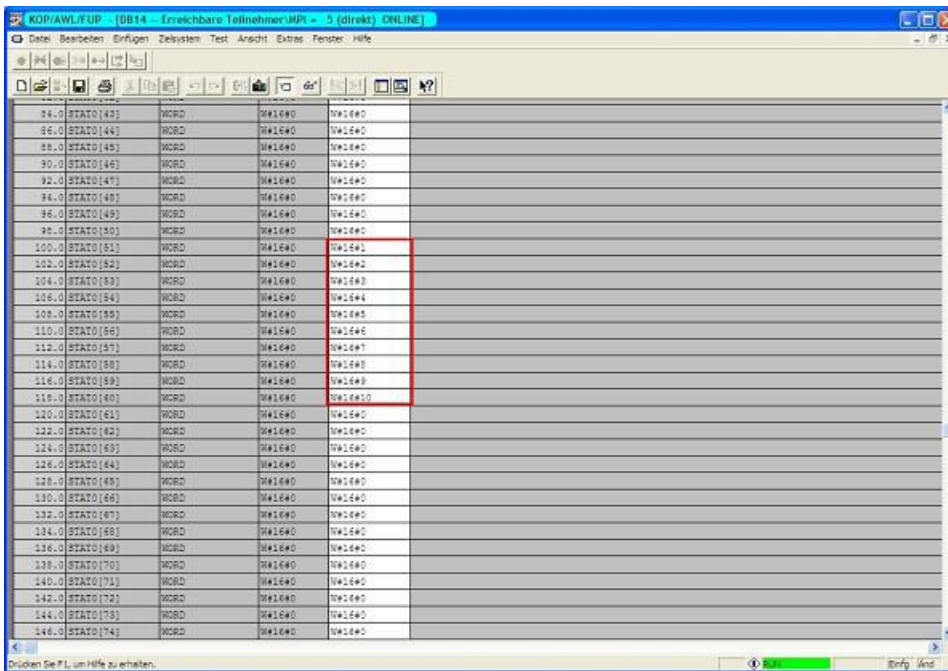 KOP/AWL/FUP - [DB14 -- Erreichbare Teilnehmer\MPI = 5 (direkt) ONLINE]
Datei Bearbeiten Einfügen Zielsystem Test Ansicht Extras Fenster Hilfe
84.0 STAT0[43] WORD W#16#0 W#16#0
86.0 STAT0[44] WORD W#16#0 W#16#0
88.0 STAT0[45] WORD W#16#0 W#16#0
90.0 STAT0[46] WORD W#16#0 W#16#0
92.0 STAT0[47] WORD W#16#0 W#16#0
94.0 STAT0[48] WORD W#16#0 W#16#0
96.0 STAT0[49] WORD W#16#0 W#16#0
98.0 STAT0[50] WORD W#16#0 W#16#0
100.0 STAT0[51] WORD W#16#0 W#16#1
102.0 STAT0[52] WORD W#16#0 W#16#2
104.0 STAT0[53] WORD W#16#0 W#16#3
106.0 STAT0[54] WORD W#16#0 W#16#4
108.0 STAT0[55] WORD W#16#0 W#16#5
110.0 STAT0[56] WORD W#16#0 W#16#6
112.0 STAT0[57] WORD W#16#0 W#16#7
114.0 STAT0[58] WORD W#16#0 W#16#8
116.0 STAT0[59] WORD W#16#0 W#16#9
118.0 STAT0[60] WORD W#16#0 W#16#10
120.0 STAT0[61] WORD W#16#0 W#16#0
122.0 STAT0[62] WORD W#16#0 W#16#0
124.0 STAT0[63] WORD W#16#0 W#16#0
126.0 STAT0[64] WORD W#16#0 W#16#0
128.0 STAT0[65] WORD W#16#0 W#16#0
130.0 STAT0[66] WORD W#16#0 W#16#0
132.0 STAT0[67] WORD W#16#0 W#16#0
134.0 STAT0[68] WORD W#16#0 W#16#0
136.0 STAT0[69] WORD W#16#0 W#16#0
138.0 STAT0[70] WORD W#16#0 W#16#0
140.0 STAT0[71] WORD W#16#0 W#16#0
142.0 STAT0[72] WORD W#16#0 W#16#0
144.0 STAT0[73] WORD W#16#0 W#16#0
146.0 STAT0[74] WORD W#16#0 W#16#0
Drücken Sie F1, um Hilfe zu erhalten. RUN Einfg Änd